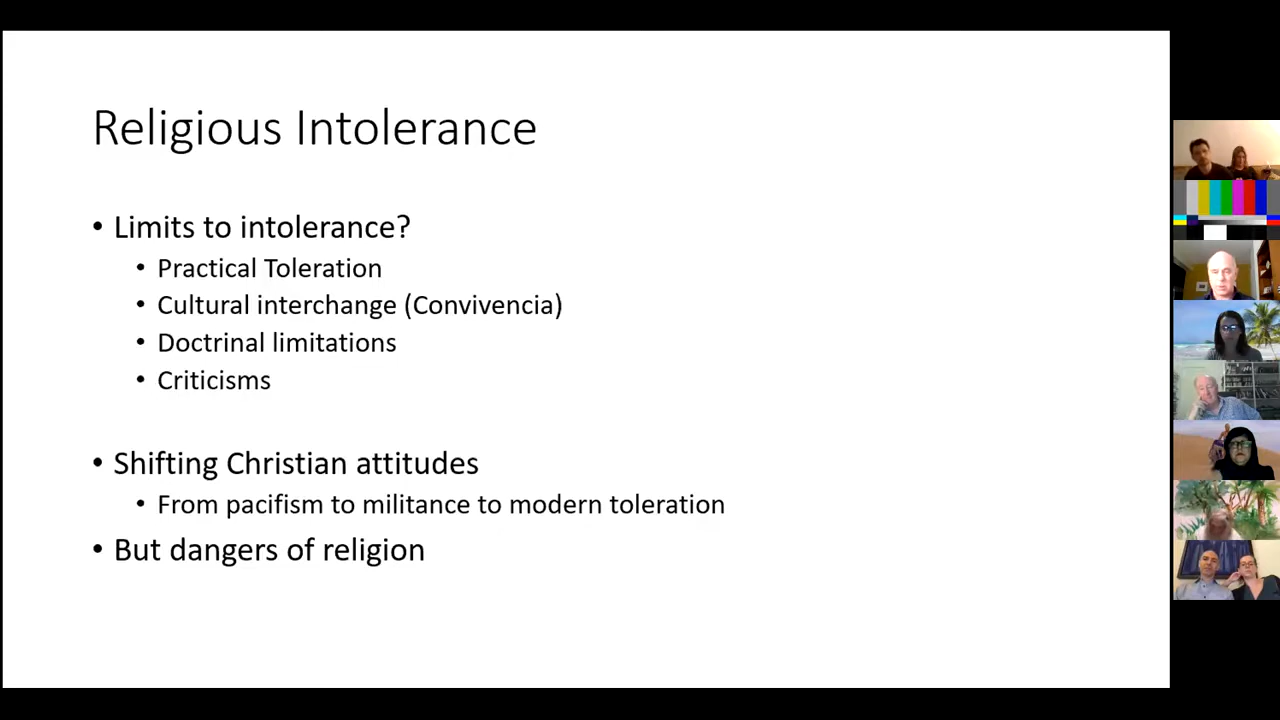 Religious Intolerance
• Limits to intolerance?
• Practical Toleration
• Cultural interchange (Convivencia)
• Doctrinal limitations
• Criticisms
• Shifting Christian attitudes
• From pacifism to militance to modern toleration
• But dangers of religion